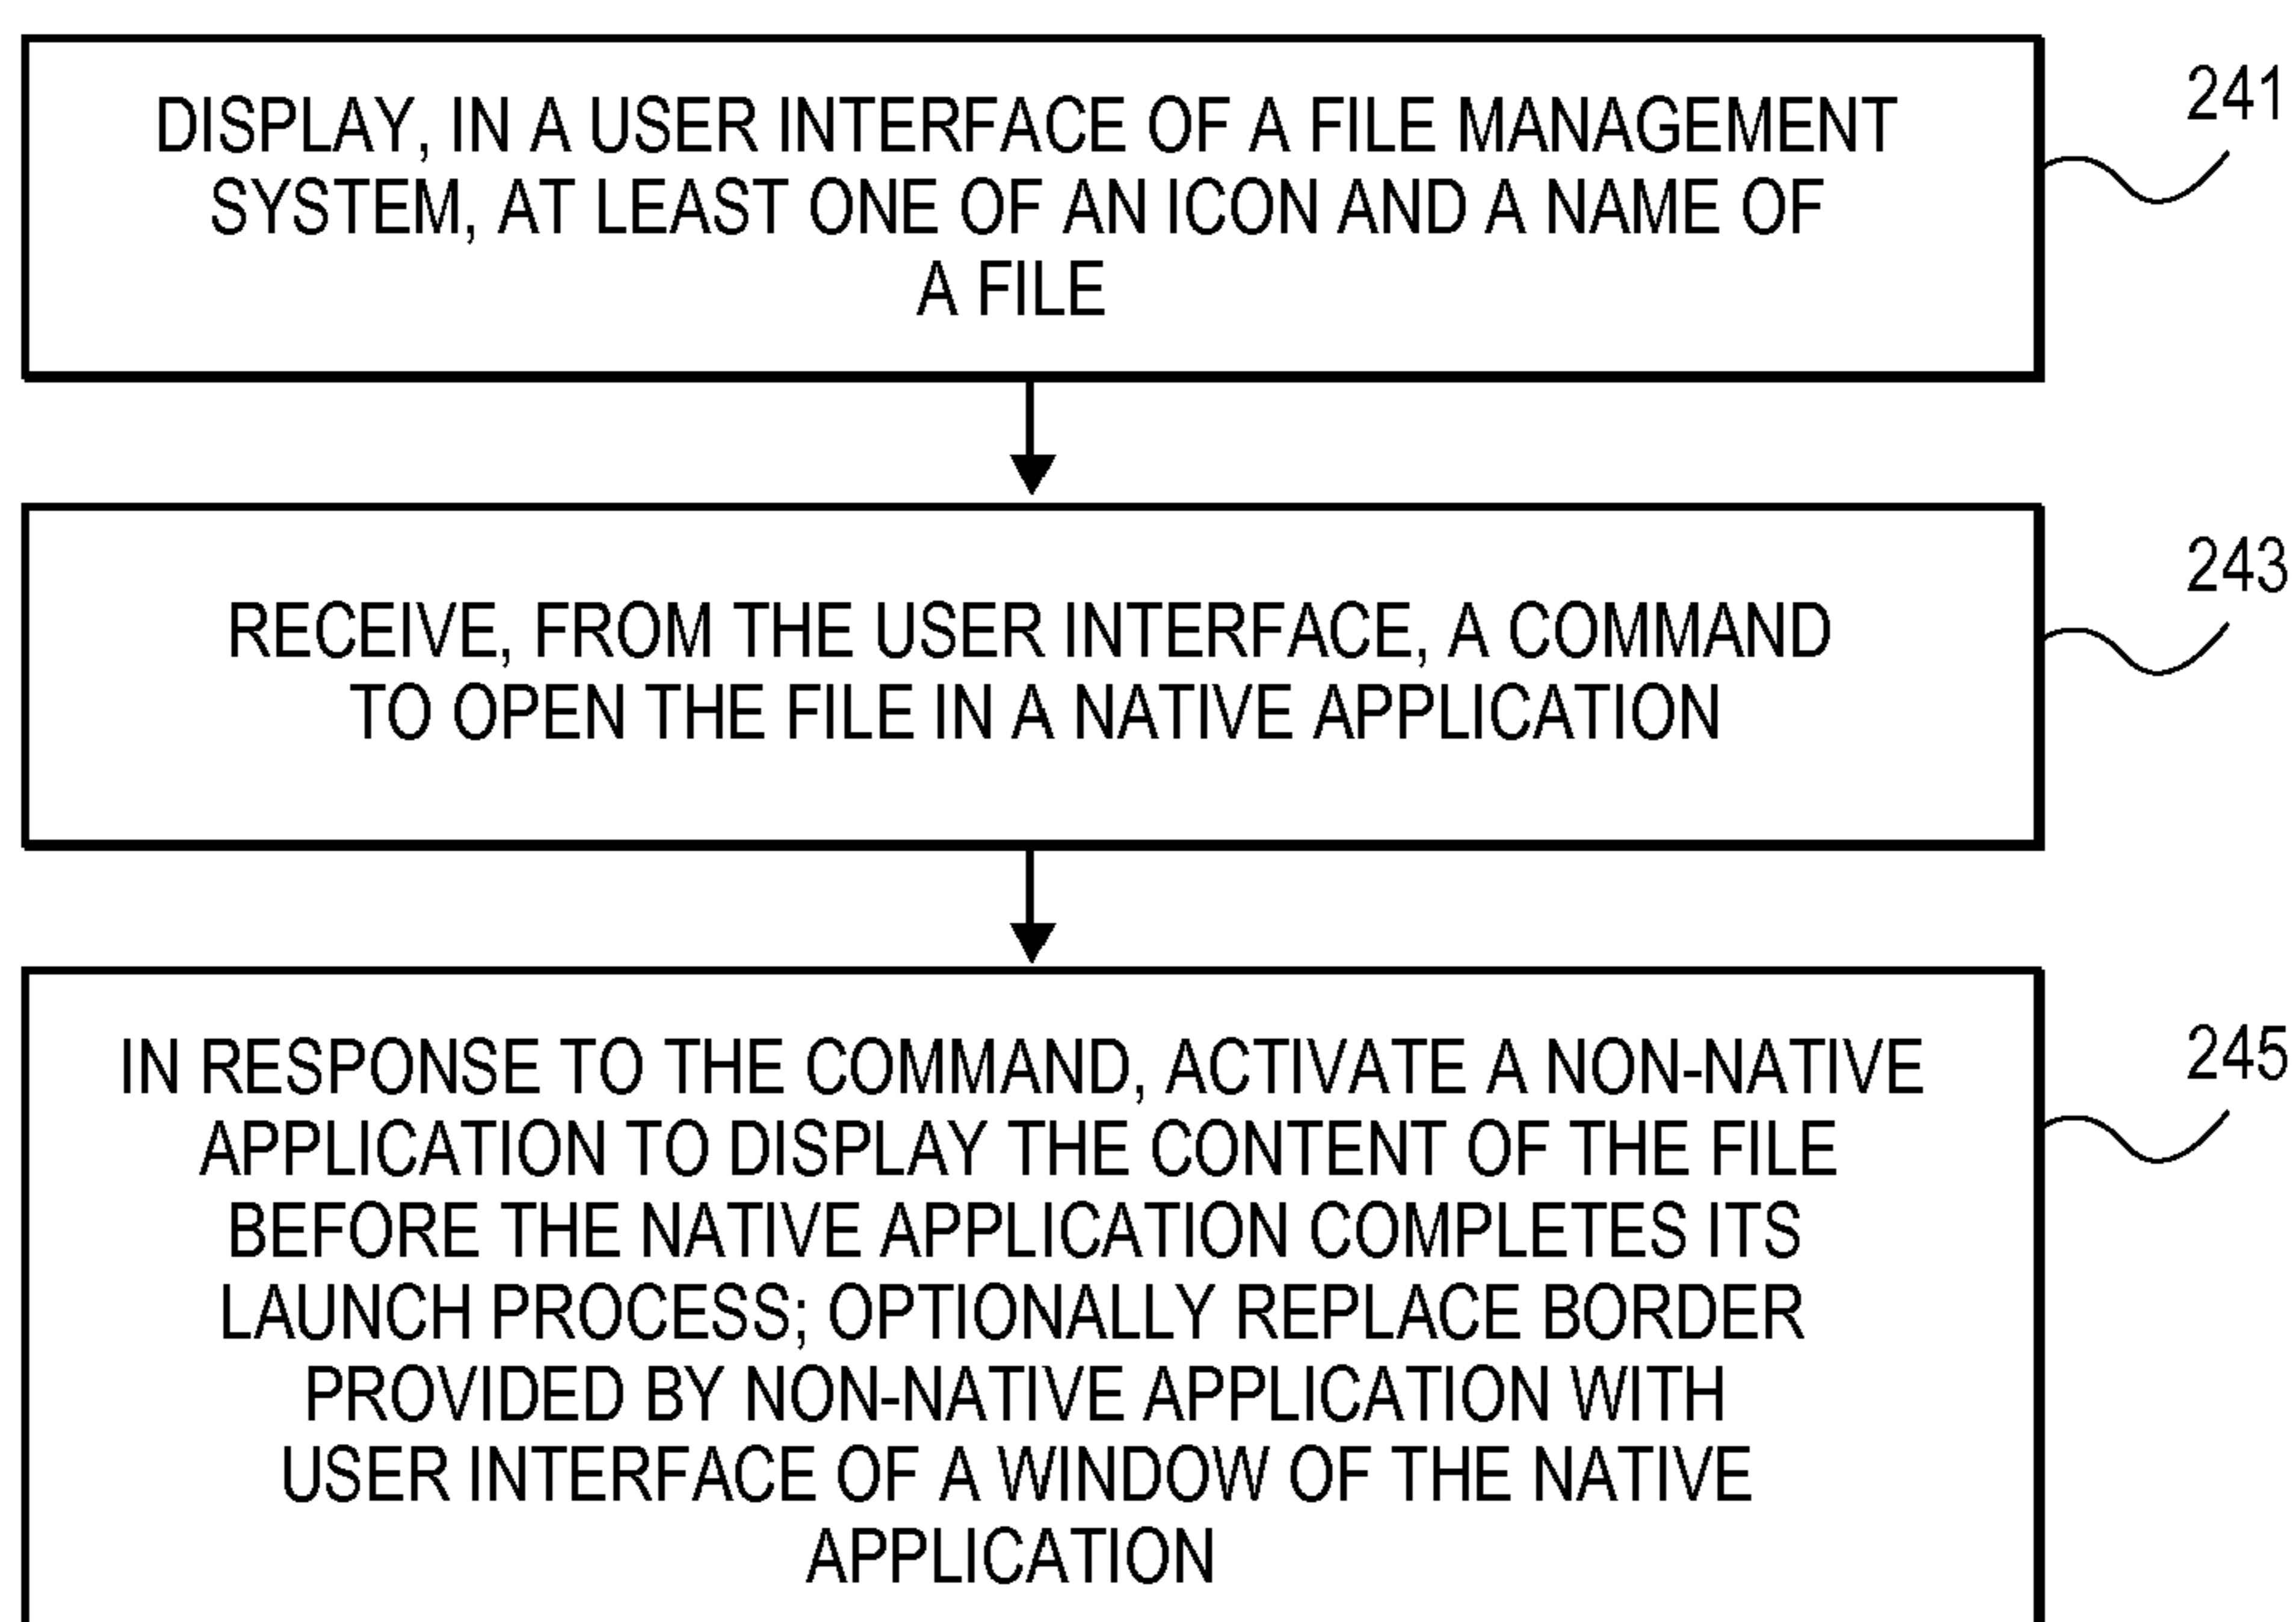 DISPLAY, IN A USER INTERFACE OF A FILE MANAGEMENT
SYSTEM, AT LEAST ONE OF AN ICON AND A NAME OF
A FILE
241
RECEIVE, FROM THE USER INTERFACE, A COMMAND
TO OPEN THE FILE IN A NATIVE APPLICATION
243
IN RESPONSE TO THE COMMAND, ACTIVATE A NON-NATIVE
APPLICATION TO DISPLAY THE CONTENT OF THE FILE
BEFORE THE NATIVE APPLICATION COMPLETES ITS
LAUNCH PROCESS; OPTIONALLY REPLACE BORDER
PROVIDED BY NON-NATIVE APPLICATION WITH
USER INTERFACE OF A WINDOW OF THE NATIVE
APPLICATION
245